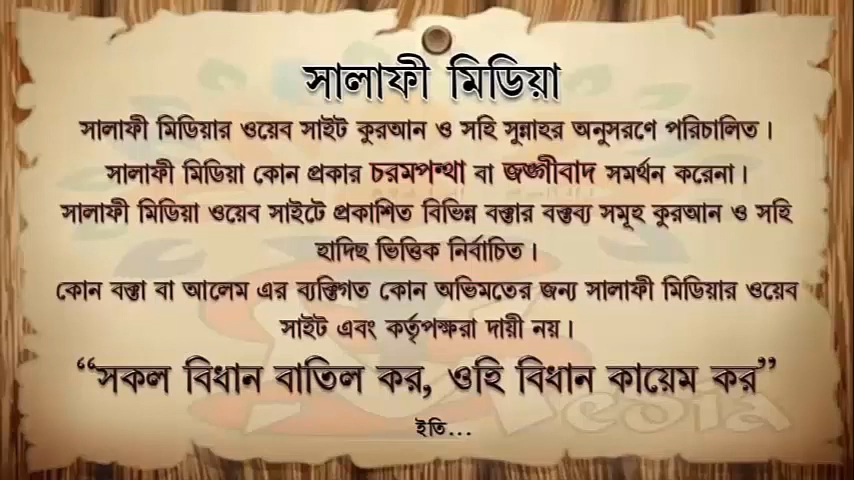 সালাফী মিডিয়া
সালাফী মিডিয়ার ওয়েব সাইট কুরআন ও সহি সুন্নাহর অনুসরণে পরিচালিত।
সালাফী মিডিয়া কোন প্রকার চরমপন্থা বা জঙ্গীবাদ সমর্থন করেনা।
সালাফী মিডিয়া ওয়েব সাইটে প্রকাশিত বিভিন্ন বক্তার বক্তব্য সমূহ কুরআন ও সহি
হাদিছ ভিত্তিক নির্বাচিত।
কোন বক্তা বা আলেম এর ব্যক্তিগত কোন অভিমতের জন্য সালাফী মিডিয়ার ওয়েব
সাইট এবং কর্তৃপক্ষরা দায়ী নয়।
“সকল বিধান বাতিল কর, ওহি বিধান কায়েম কর”
edia
ইতি...